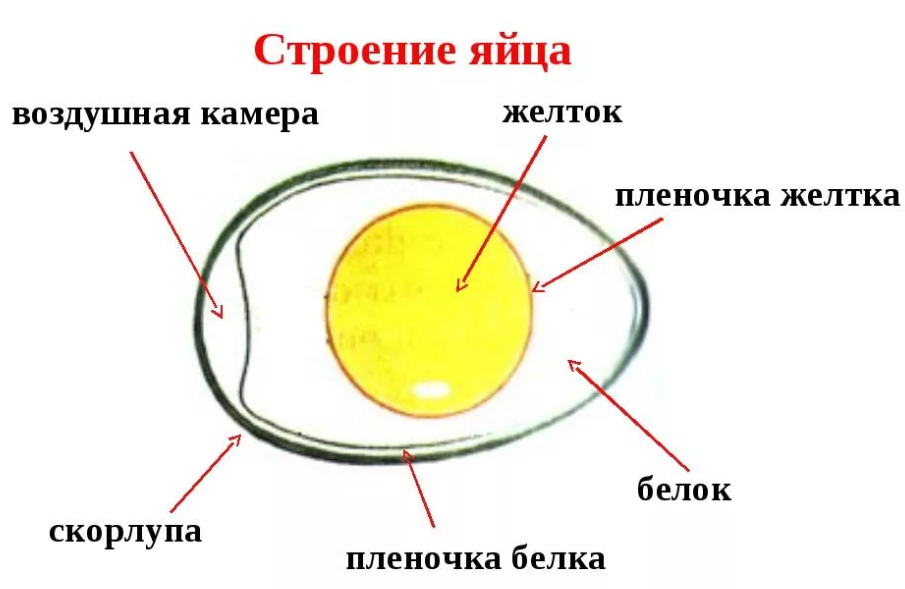 Строение яйца
воздушная камера
желток
пленочка желтка
белок
скорлупа
пленочка белка